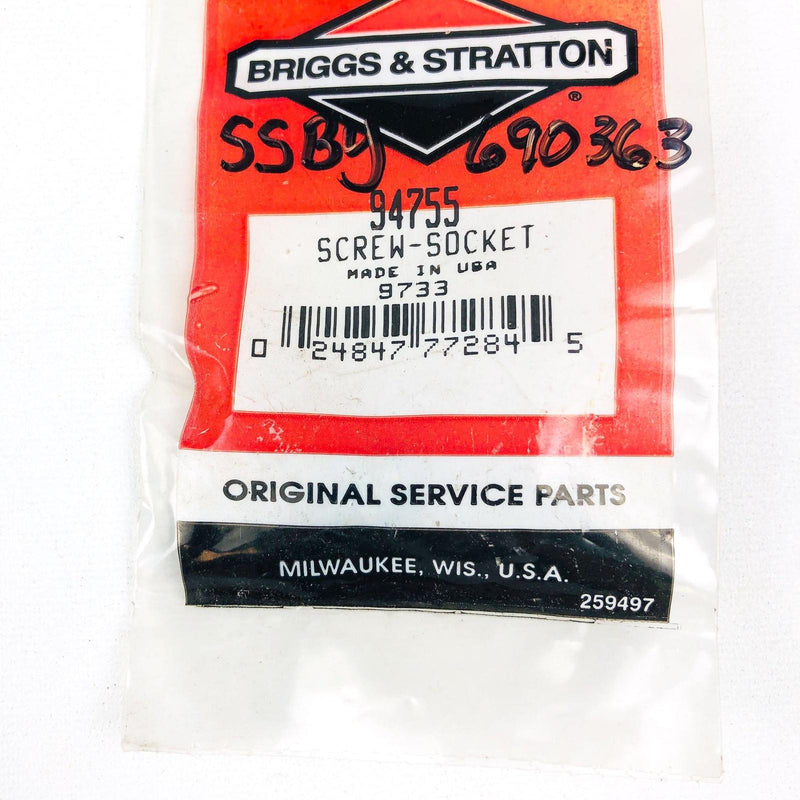 BRIGGS & STRATTON
®
SSBY 690363
94755
SCREW-SOCKET
MADE IN USA
9733
0 24847 77284 5
ORIGINAL SERVICE PARTS
MILWAUKEE, WIS., U.S.A.
259497